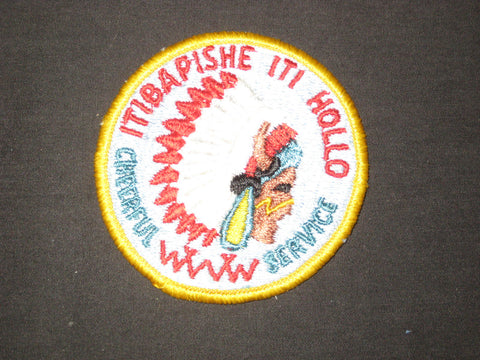 ITIBAPISHE ITI HOLLO
CHEERFUL
WWW
SERVICE